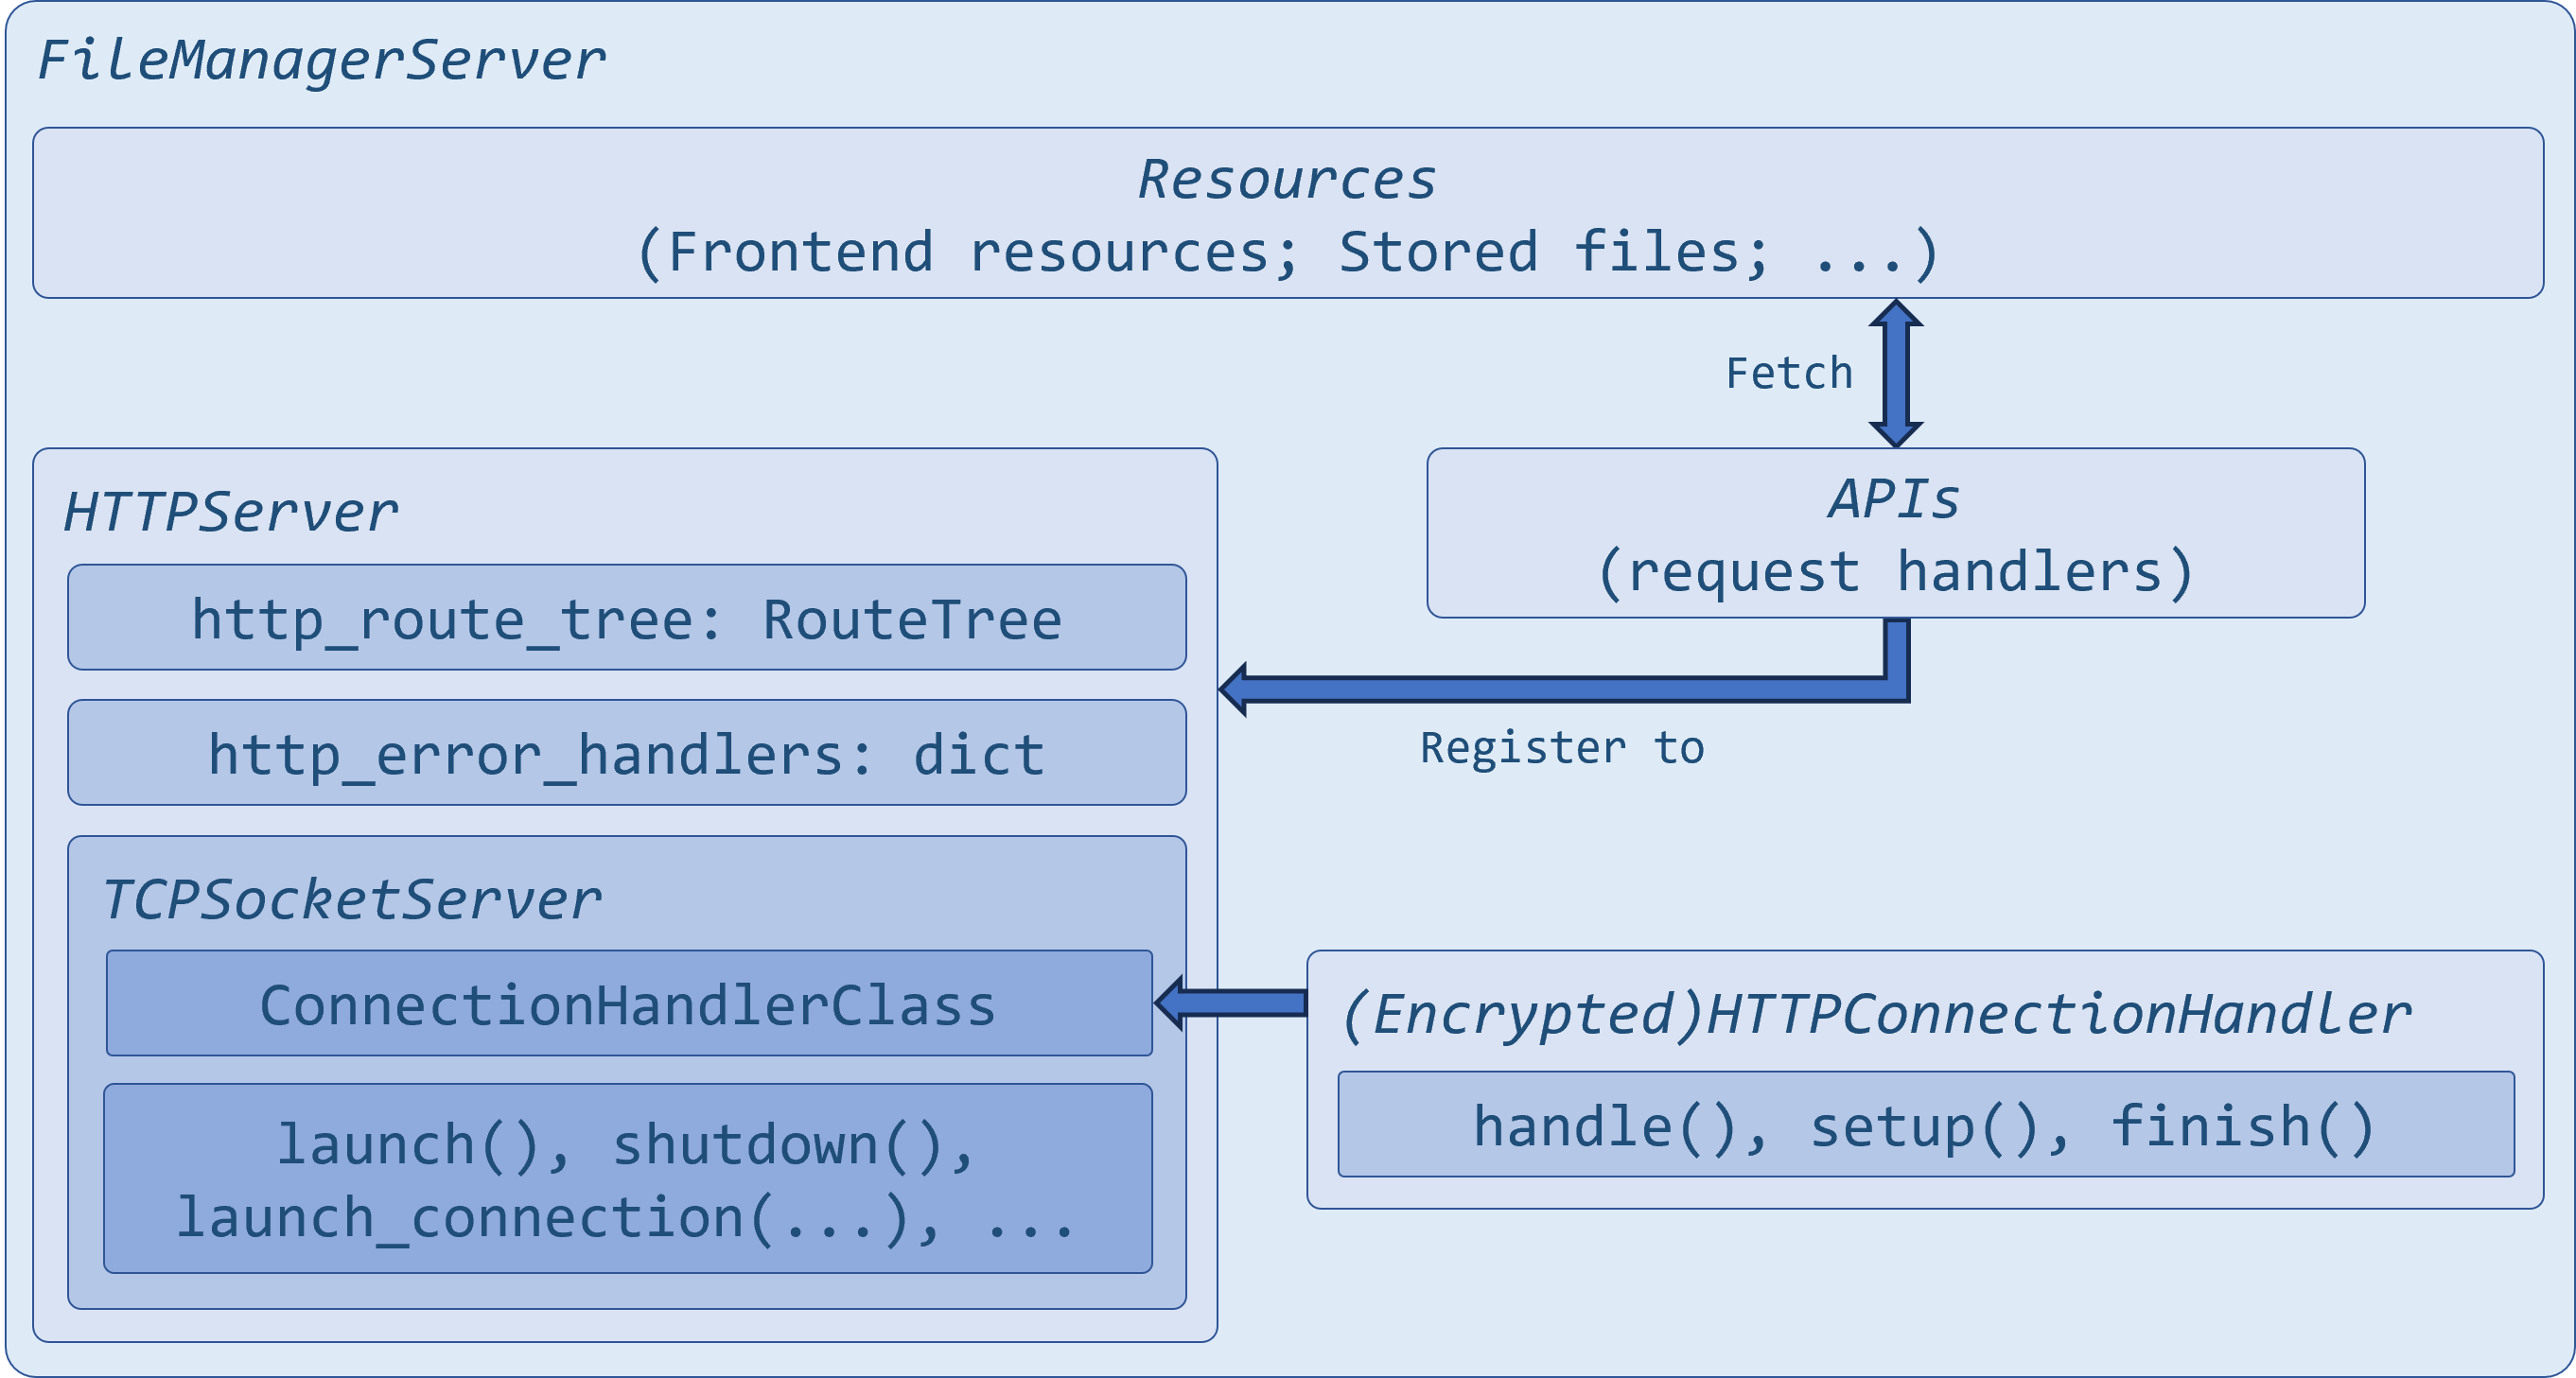 FileManagerServer
Resources
(Frontend resources; Stored files; ...)
Fetch
HTTPServer
http_route_tree: RouteTree
http_error_handlers: dict
APIs
(request handlers)
Register to
TCPSocketServer
ConnectionHandlerClass
launch(), shutdown(),
launch_connection(...), ...
(Encrypted)HTTPConnectionHandler
handle(), setup(), finish()